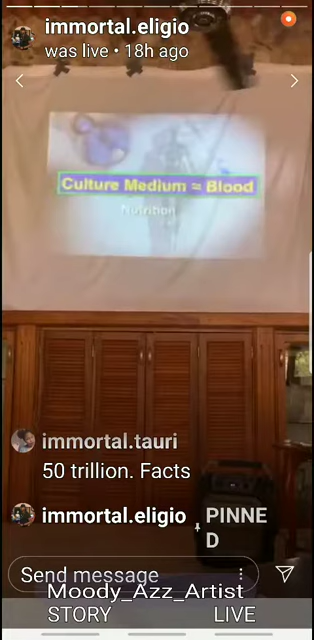 immortal.eligio
was live • 18h ago
Culture Medium = Blood
Nutrition
immortal.tauri
50 trillion. Facts
immortal.eligio
PINNE
D
Send message
Moody_Azz_Artist
STORY LIVE